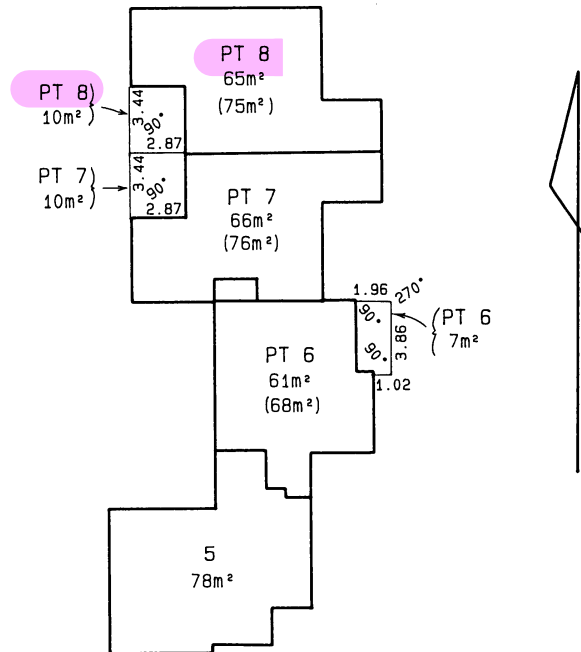 PT 8
65m²
(75m²)
PT 8}
10m²}
3.44
90°
2.87
PT 7}
10m²}
3.44
90°
2.87
PT 7
66m²
(76m²)
1.96
270°
90°
90°
3.86
1.02
{PT 6
{ 7m²
PT 6
61m²
(68m²)
5
78m²